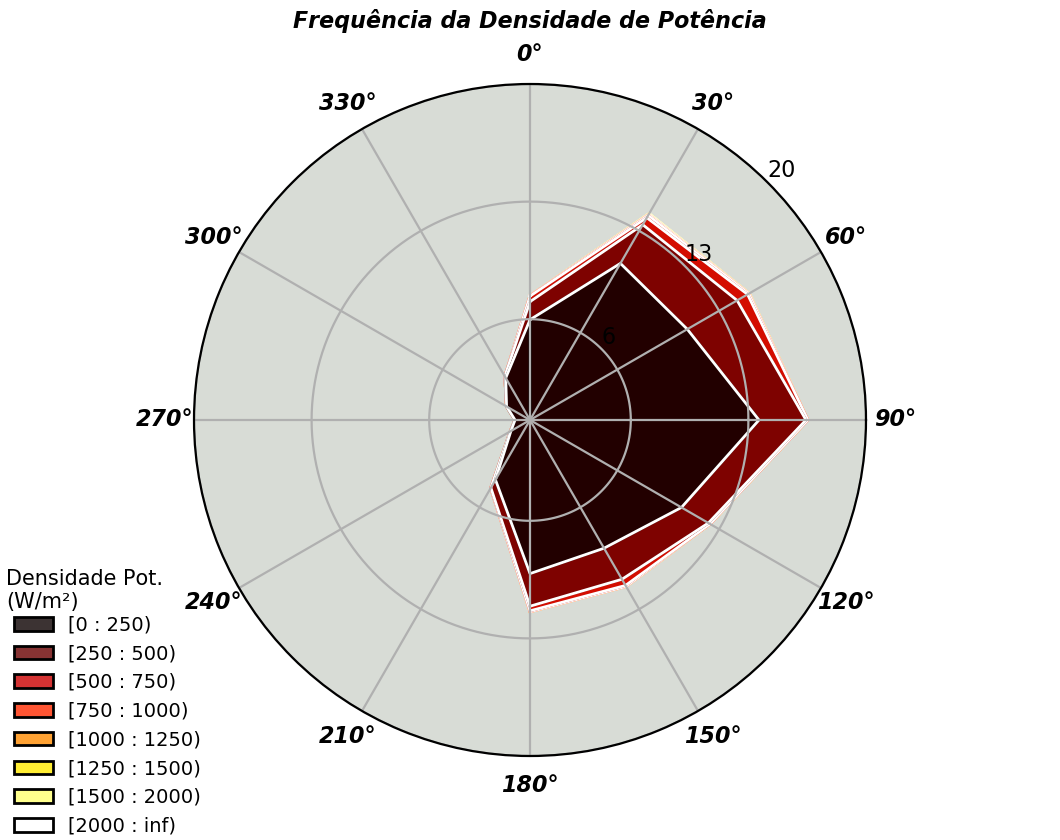 Frequência da Densidade de Potência
0°
330°
30°
20
300°
60°
13
6
270°
90°
240°
120°
210°
150°
180°
Densidade Pot.
(W/m²)
[0 : 250)
[250 : 500)
[500 : 750)
[750 : 1000)
[1000 : 1250)
[1250 : 1500)
[1500 : 2000)
[2000 : inf)